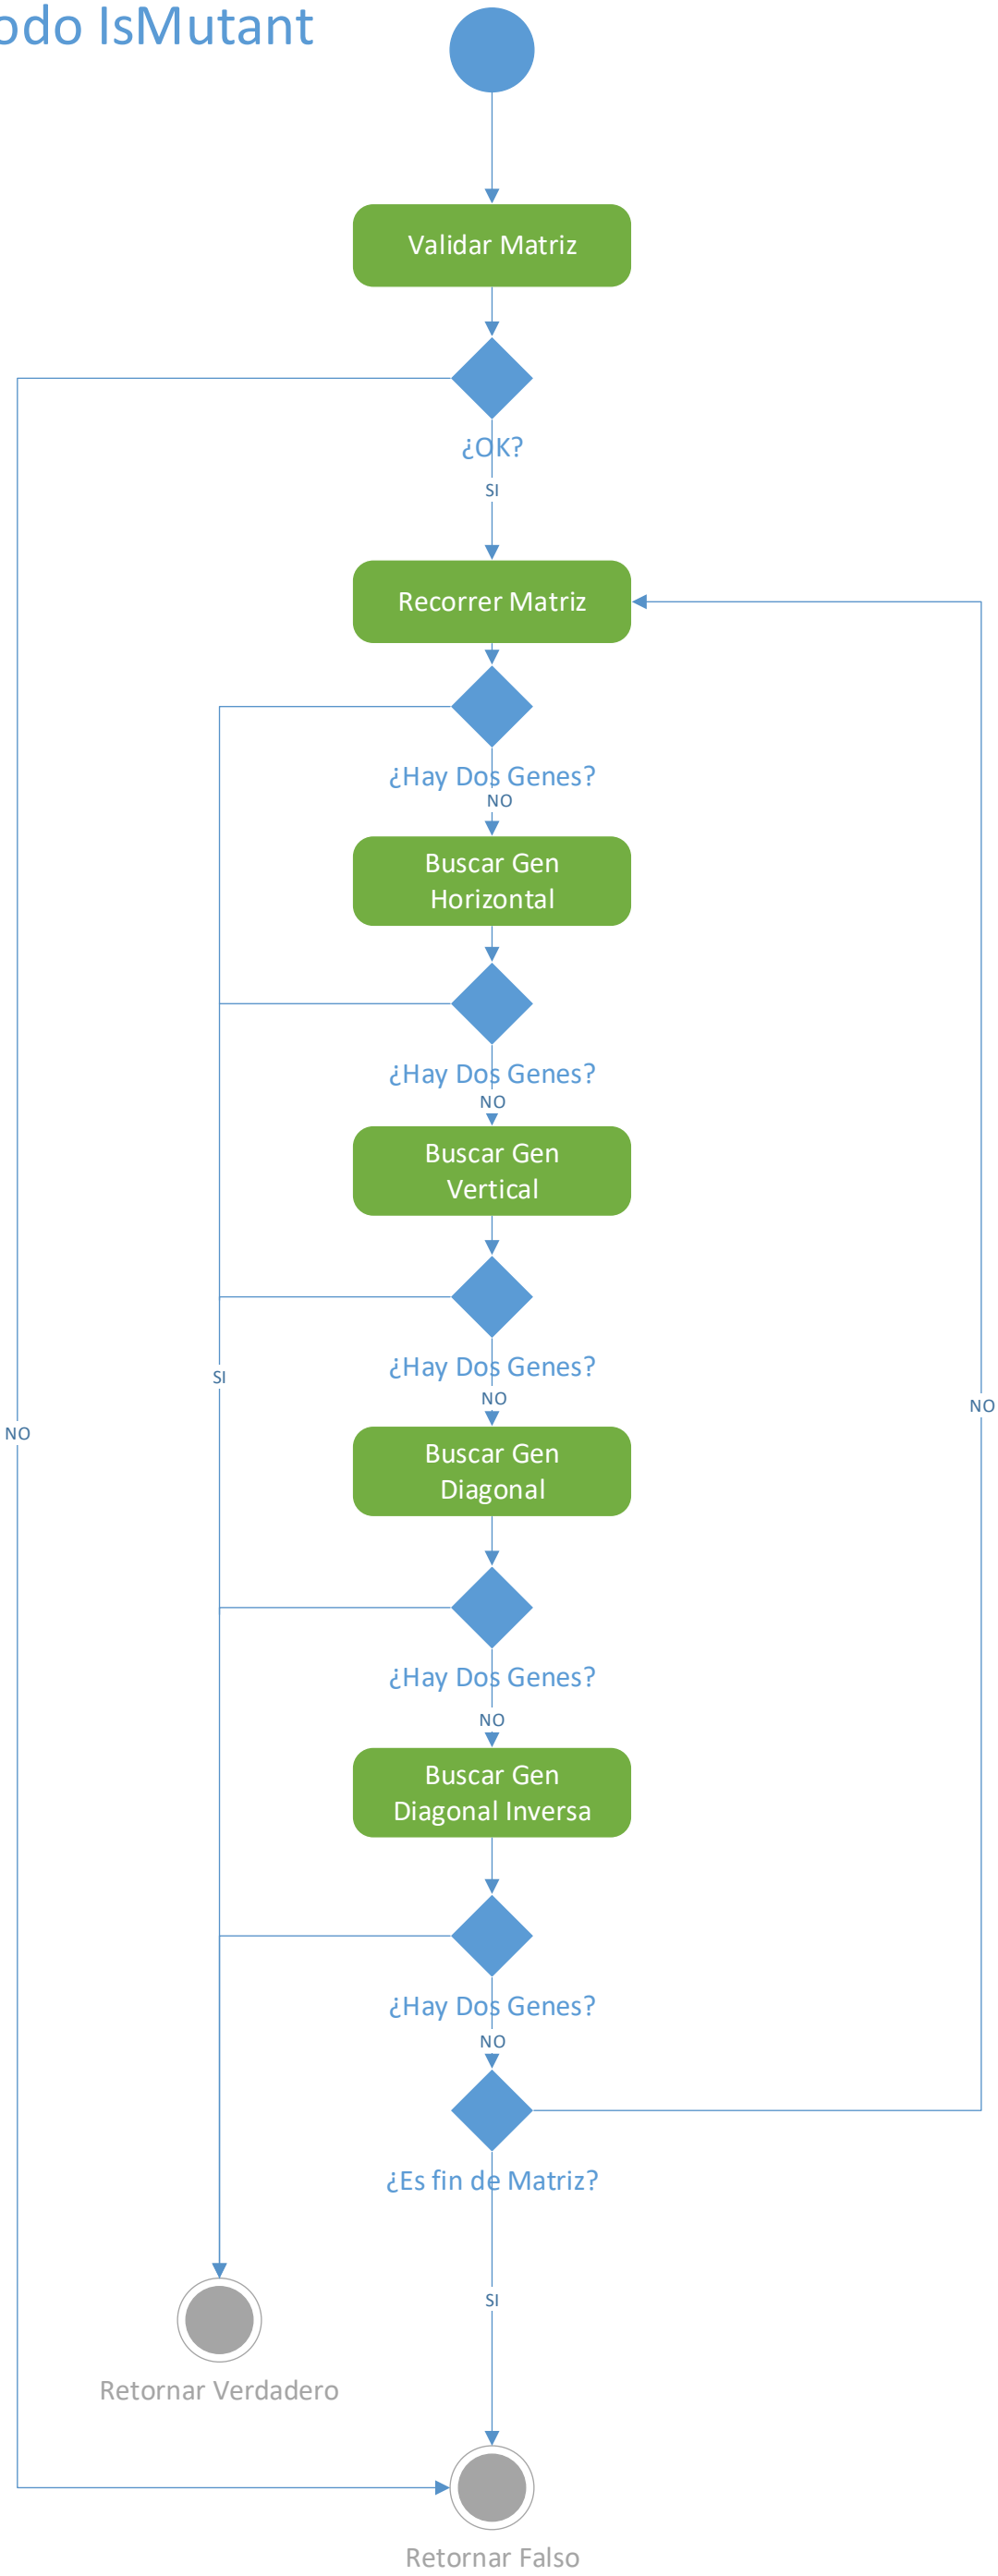 odo IsMutant
Validar Matriz
¿OK?
SI
Recorrer Matriz
¿Hay Dos Genes?
NO
Buscar Gen
Horizontal
¿Hay Dos Genes?
NO
Buscar Gen
Vertical
¿Hay Dos Genes?
SI
NO
NO
NO
Buscar Gen
Diagonal
¿Hay Dos Genes?
NO
Buscar Gen
Diagonal Inversa
¿Hay Dos Genes?
NO
¿Es fin de Matriz?
SI
Retornar Verdadero
Retornar Falso